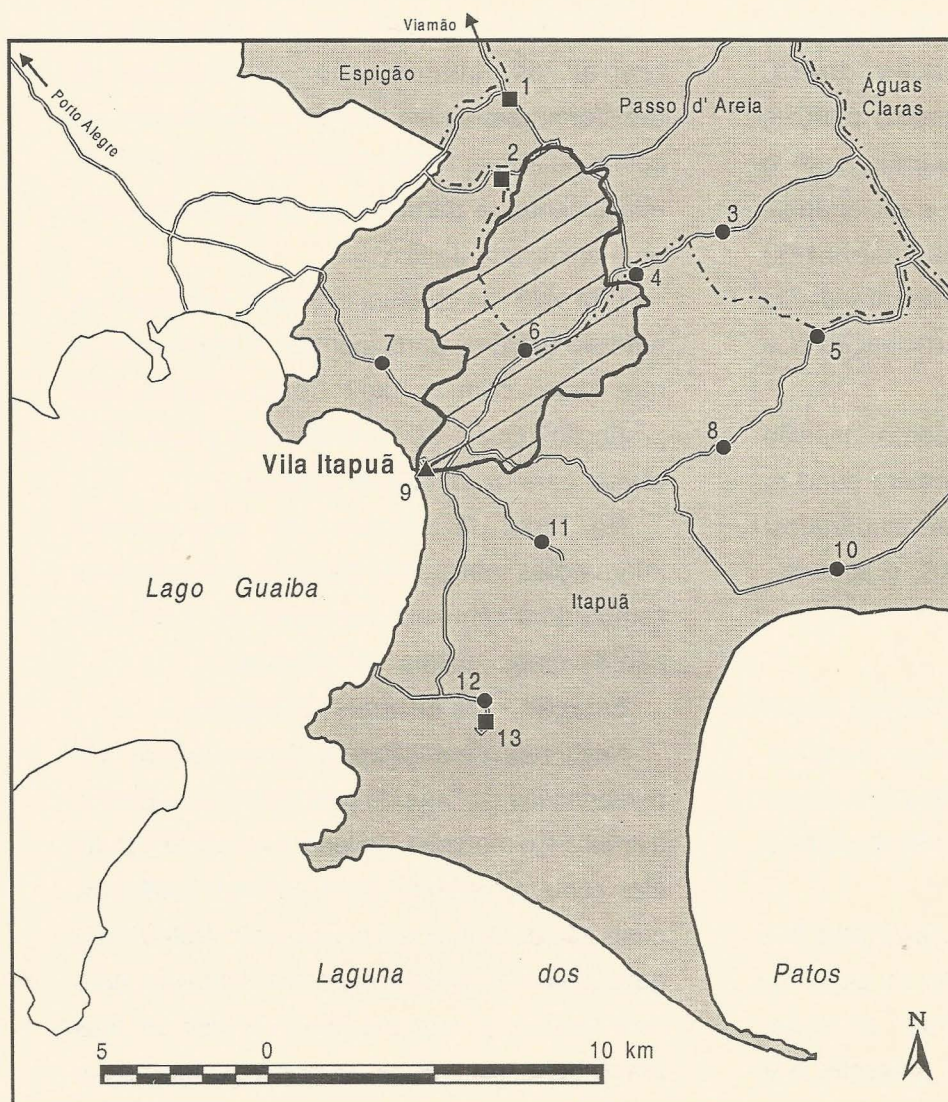 Viamão
Espigão
1
Passo d' Areia
Águas
Claras
Porto Alegre
2
3
4
5
6
7
8
Vila Itapuã
9
11
10
Lago Guaiba
Itapuã
12
13
Laguna dos Patos
N
5 0 10 km